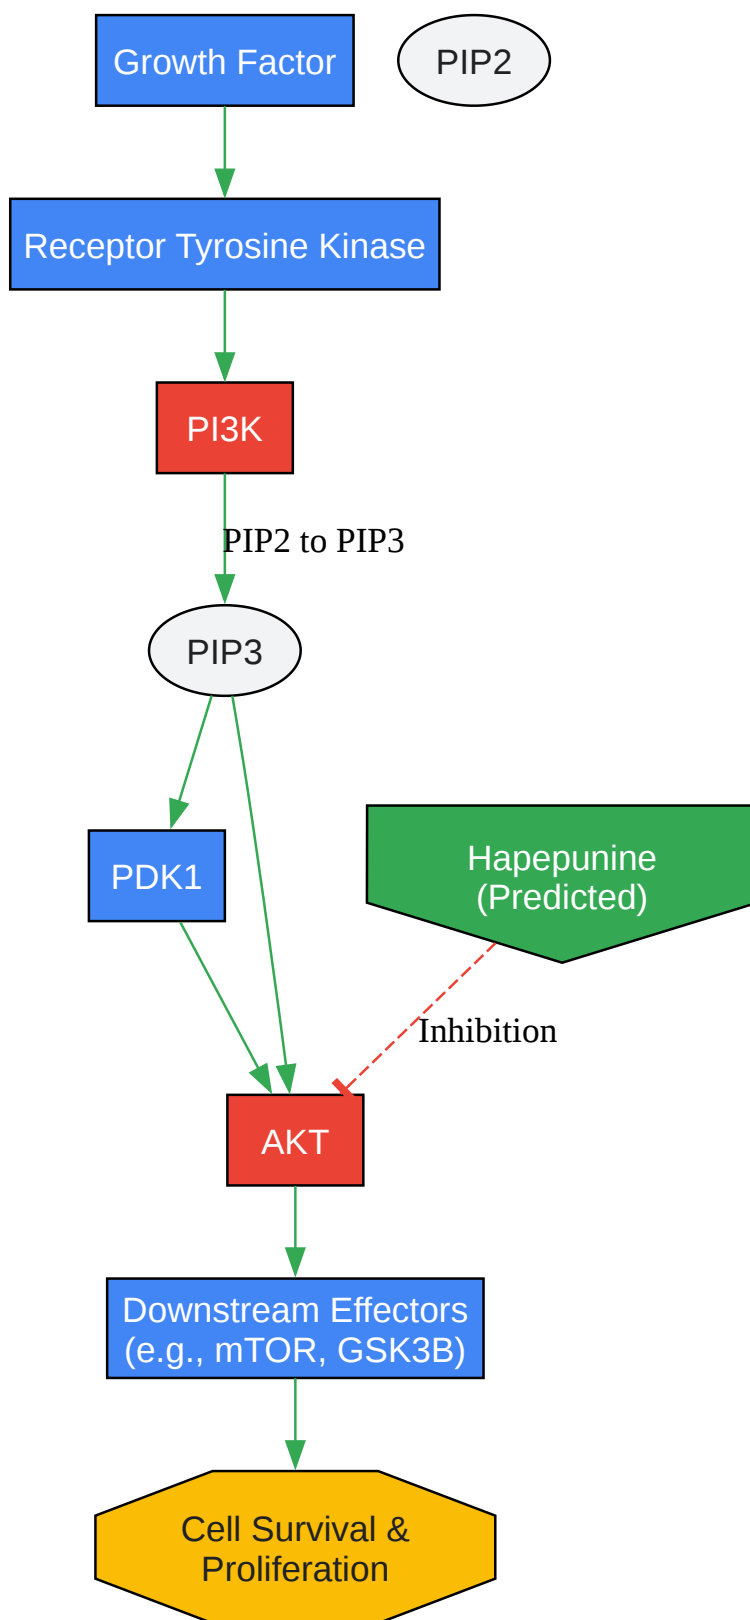 Growth Factor
PIP2
Receptor Tyrosine Kinase
PI3K
PIP2 to PIP3
PIP3
PDK1
Hapepunine
(Predicted)
Inhibition
AKT
Downstream Effectors
(e.g., mTOR, GSK3B)
Cell Survival &
Proliferation